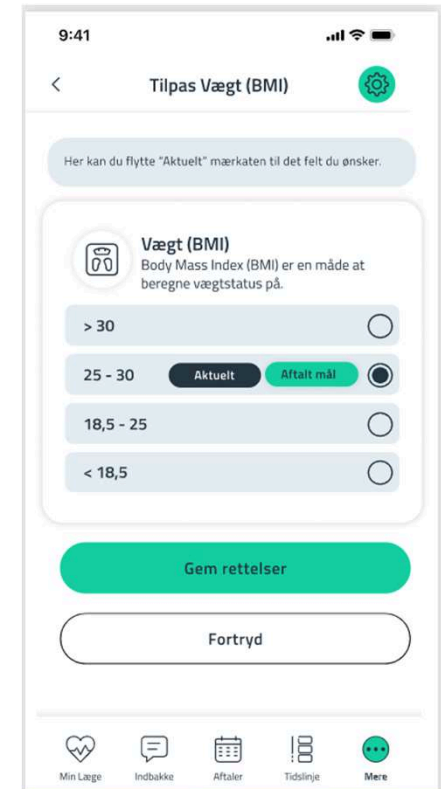 9:41
Tilpas Vægt (BMI)
Her kan du flytte "Aktuelt" mærkaten til det felt du ønsker.
Vægt (BMI)
Body Mass Index (BMI) er en måde at
beregne vægtstatus på.
> 30
25 - 30 Aktuelt Aftalt mål
18,5 - 25
< 18,5
Gem rettelser
Fortryd
Min Læge Indbakke Aftaler Tidslinje Mere